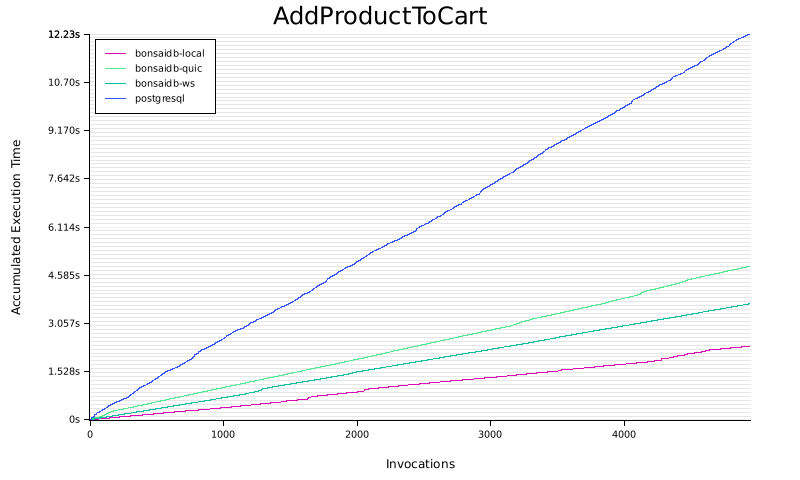 AddProductToCart
12.23s
10.70s
9.170s
7.642s
6.114s
4.585s
3.057s
1.528s
0s
Accumulated Execution Time
bonsaidb-local
bonsaidb-quic
bonsaidb-ws
postgresql
0 1000 2000 3000 4000
Invocations